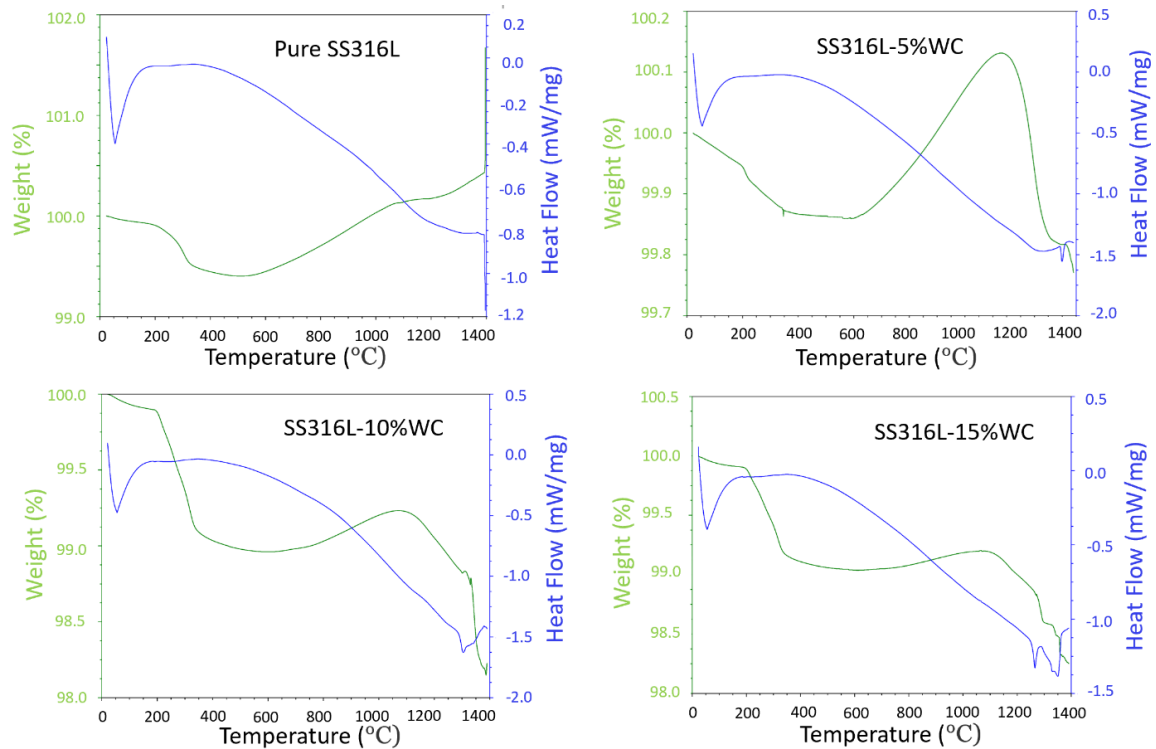 Pure SS316L
102.0
101.0
100.0
99.0
Weight (%)
0.2
0.0
-0.2
-0.4
-0.6
-0.8
-1.0
-1.2
Heat Flow (mW/mg)
0 200 400 600 800 1000 1200 1400
Temperature (°C)
SS316L-5%WC
100.2
100.1
100.0
99.9
99.8
99.7
Weight (%)
0.5
0.0
-0.5
-1.0
-1.5
-2.0
Heat Flow (mW/mg)
0 200 400 600 800 1000 1200 1400
Temperature (°C)
SS316L-10%WC
100.0
99.5
99.0
98.5
98.0
Weight (%)
0.5
0.0
-0.5
-1.0
-1.5
-2.0
Heat Flow (mW/mg)
0 200 400 600 800 1000 1200 1400
Temperature (°C)
SS316L-15%WC
100.5
100.0
99.5
99.0
98.5
98.0
Weight (%)
0.5
0.0
-0.5
-1.0
-1.5
Heat Flow (mW/mg)
0 200 400 600 800 1000 1200 1400
Temperature (°C)